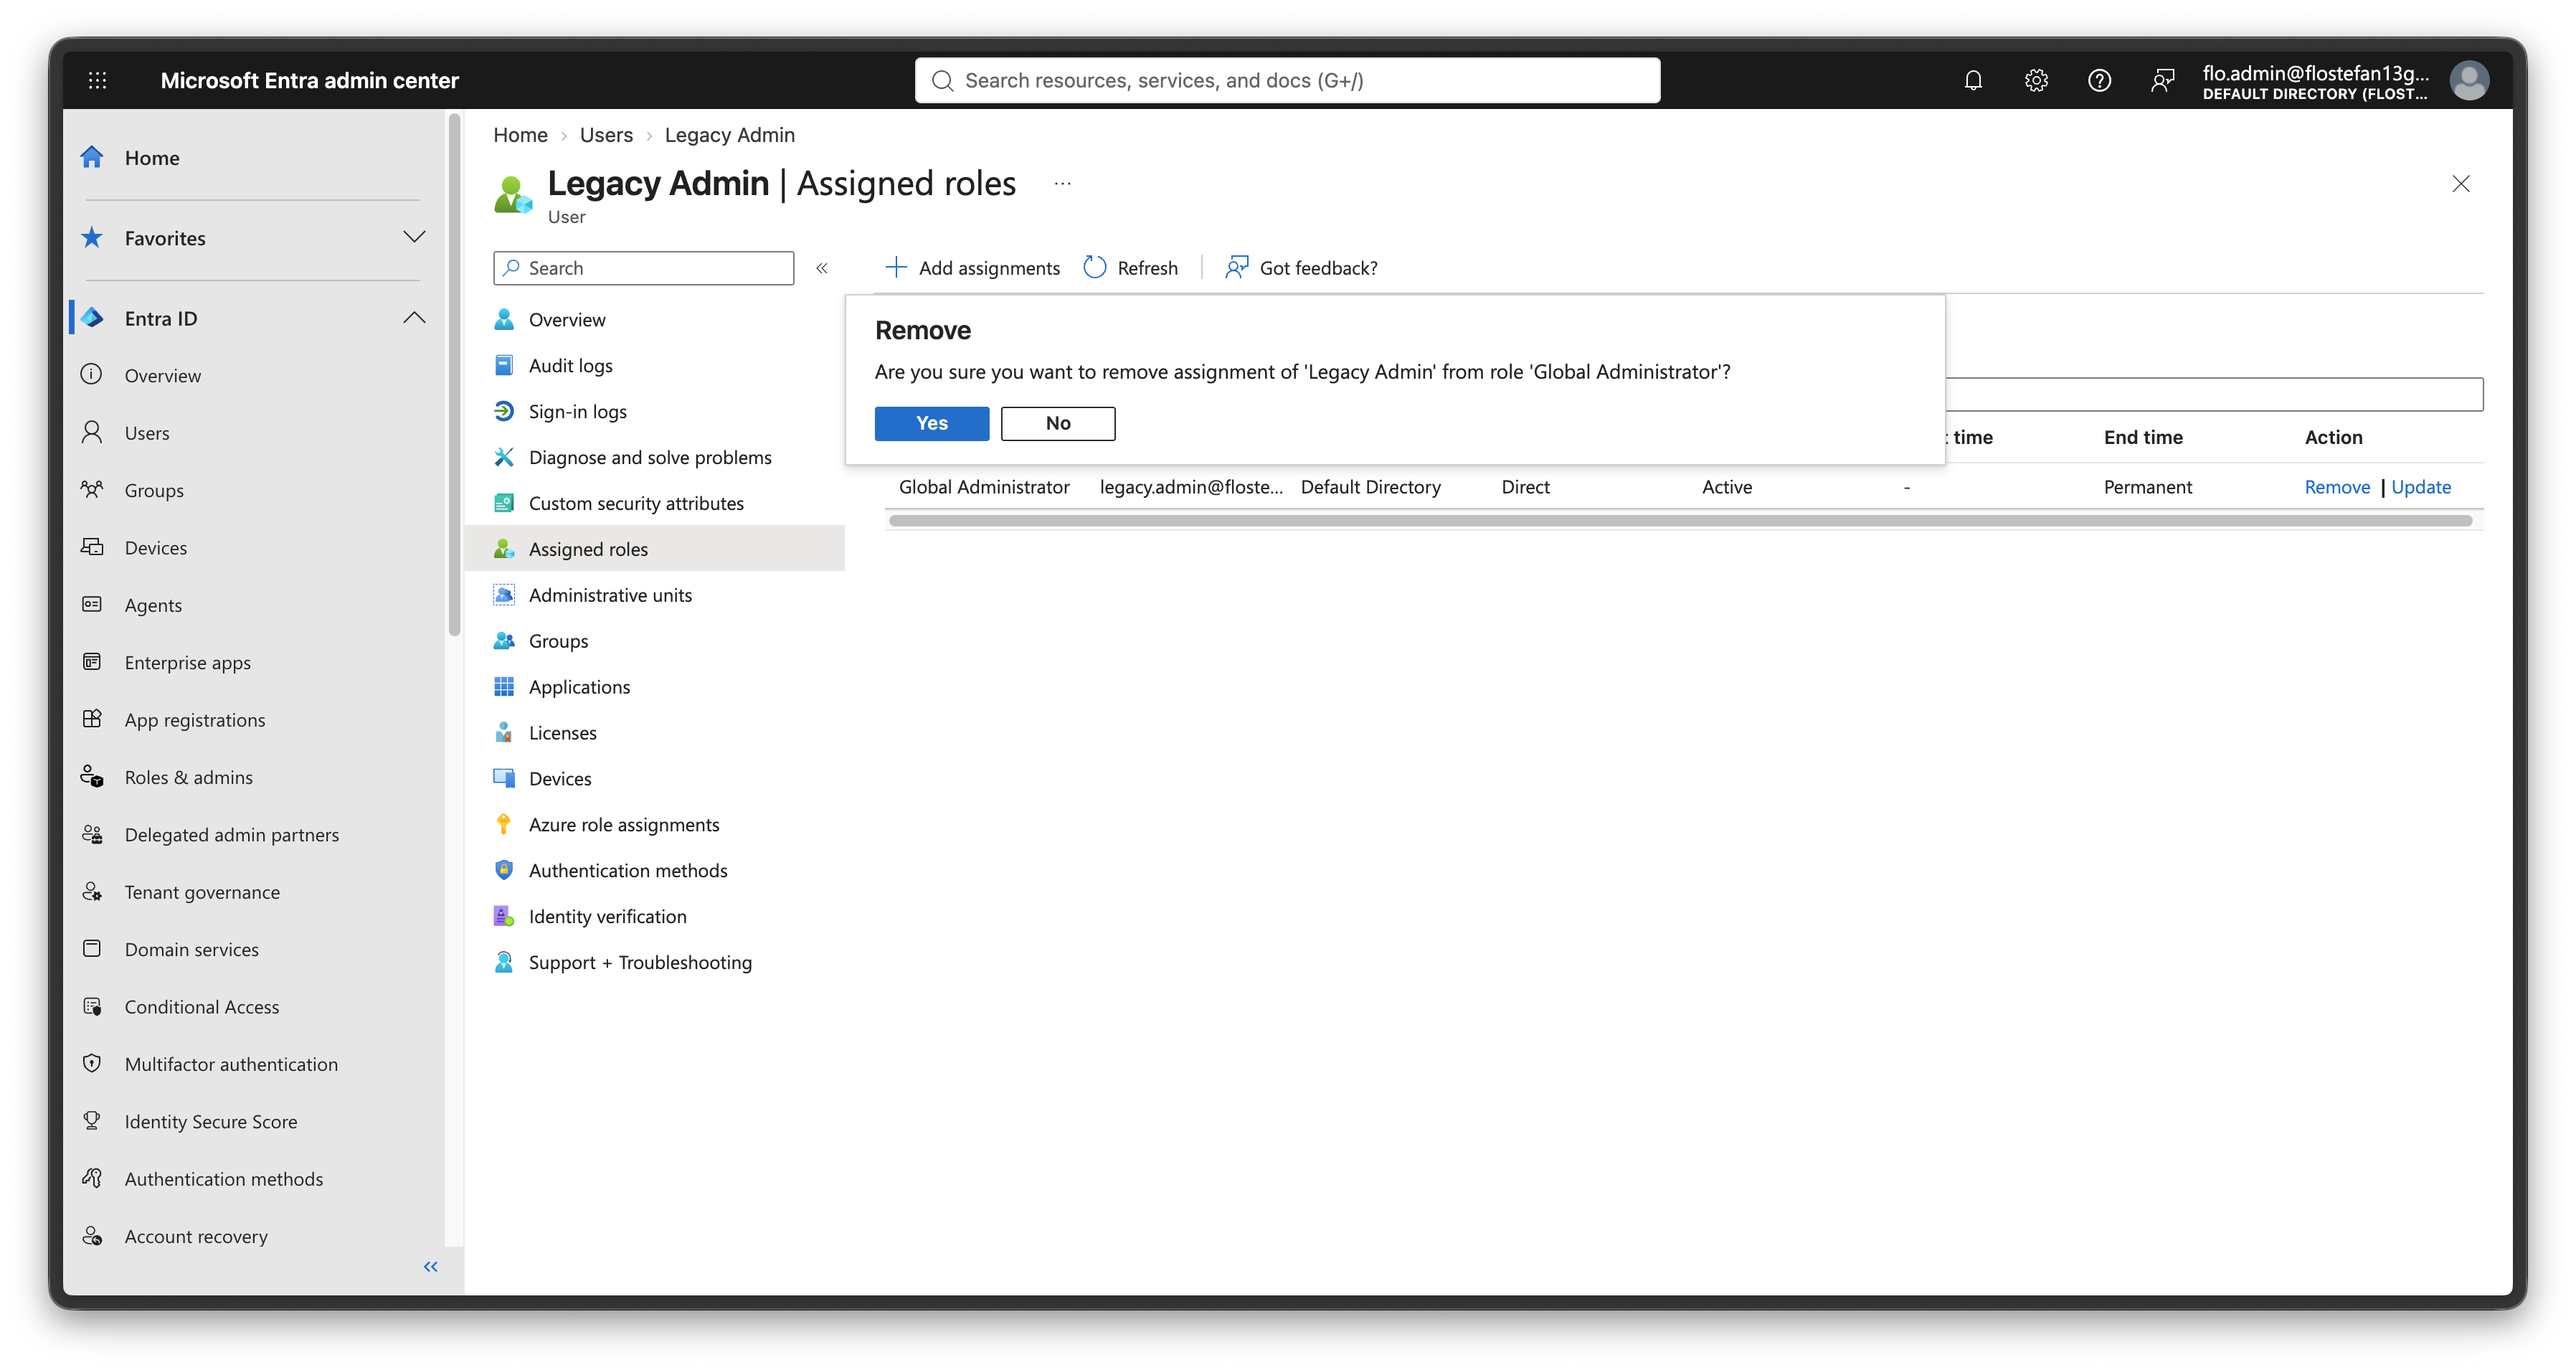 Microsoft Entra admin center
Search resources, services, and docs (G+/)
flo.admin@flostefan13g...
DEFAULT DIRECTORY (FLOST...
Home
Favorites
Entra ID
Overview
Users
Groups
Devices
Agents
Enterprise apps
App registrations
Roles & admins
Delegated admin partners
Tenant governance
Domain services
Conditional Access
Multifactor authentication
Identity Secure Score
Authentication methods
Account recovery
Home > Users > Legacy Admin
Legacy Admin | Assigned roles ...
User
Search
Overview
Audit logs
Sign-in logs
Diagnose and solve problems
Custom security attributes
Assigned roles
Administrative units
Groups
Applications
Licenses
Devices
Azure role assignments
Authentication methods
Identity verification
Support + Troubleshooting
Add assignments Refresh Got feedback?
Remove
Are you sure you want to remove assignment of 'Legacy Admin' from role 'Global Administrator'?
Yes No
time End time Action
Global Administrator legacy.admin@floste... Default Directory Direct Active - Permanent Remove | Update